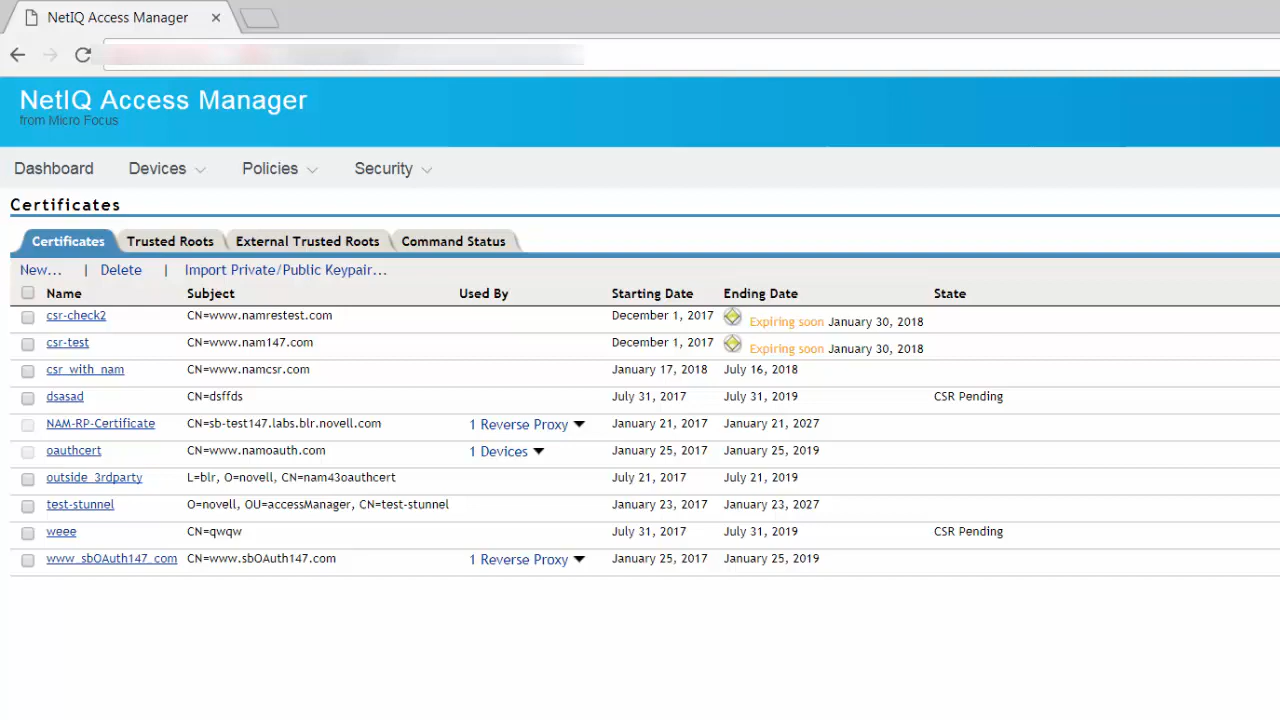 NetIQ Access Manager
NetIQ Access Manager
from Micro Focus
Dashboard Devices Policies Security
Certificates
Certificates Trusted Roots External Trusted Roots Command Status
New... | Delete | Import Private/Public Keypair...
Name Subject Used By Starting Date Ending Date State
csr-check2 CN=www.namrestest.com December 1, 2017 Expiring soon January 30, 2018
csr-test CN=www.nam147.com December 1, 2017 Expiring soon January 30, 2018
csr_with_nam CN=www.namcsr.com January 17, 2018 July 16, 2018
dsasad CN=dsffds July 31, 2017 July 31, 2019 CSR Pending
NAM-RP-Certificate CN=sb-test147.labs.blr.novell.com 1 Reverse Proxy January 21, 2017 January 21, 2027
oauthcert CN=www.namoauth.com 1 Devices January 25, 2017 January 25, 2019
outside_3rdparty L=blr, O=novell, CN=nam43oauthcert July 21, 2017 July 21, 2019
test-stunnel O=novell, OU=accessManager, CN=test-stunnel January 23, 2017 January 23, 2027
weee CN=qwqw July 31, 2017 July 31, 2019 CSR Pending
www_sbOAuth147_com CN=www.sbOAuth147.com 1 Reverse Proxy January 25, 2017 January 25, 2019